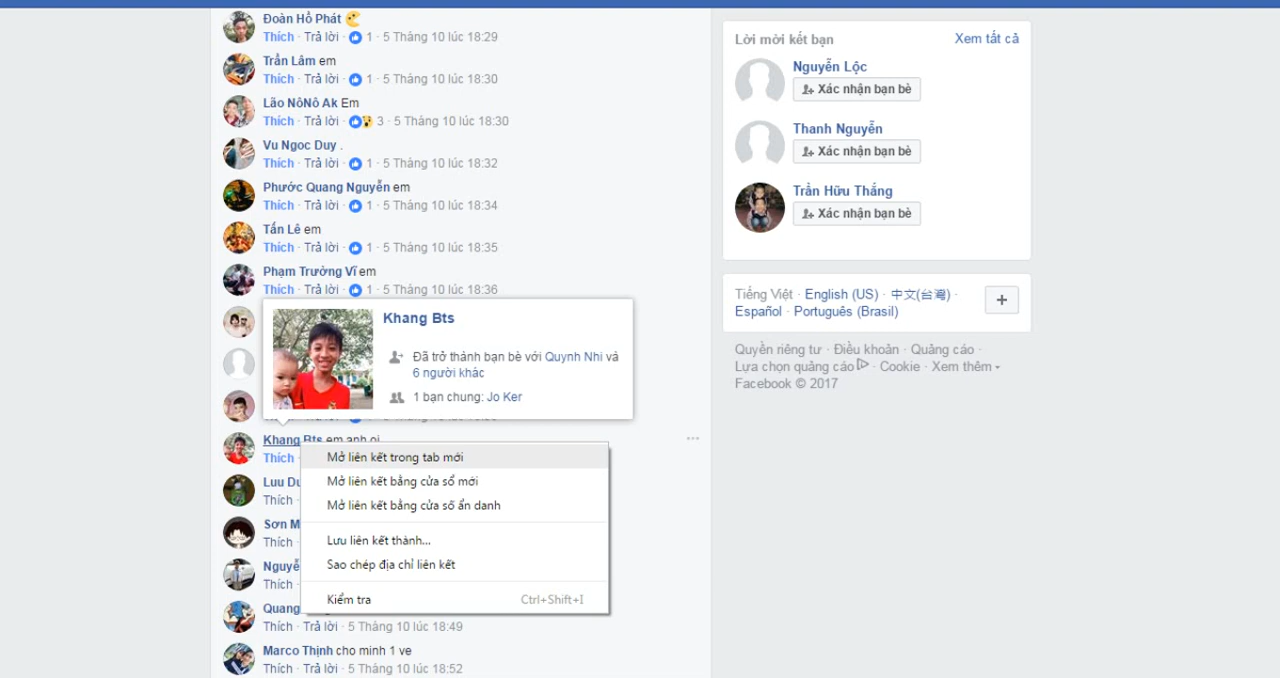 Đoàn Hồ Phát
Thích · Trả lời · 1 · 5 Tháng 10 lúc 18:29
Trần Lâm em
Thích · Trả lời · 1 · 5 Tháng 10 lúc 18:30
Lão NôNô Ak Em
Thích · Trả lời · 3 · 5 Tháng 10 lúc 18:30
Vu Ngoc Duy .
Thích · Trả lời · 1 · 5 Tháng 10 lúc 18:32
Phước Quang Nguyễn em
Thích · Trả lời · 1 · 5 Tháng 10 lúc 18:34
Tấn Lê em
Thích · Trả lời · 1 · 5 Tháng 10 lúc 18:35
Phạm Trường Vĩ em
Thích · Trả lời · 1 · 5 Tháng 10 lúc 18:36
Khang Bts
Đã trở thành bạn bè với Quynh Nhi và
6 người khác
1 bạn chung: Jo Ker
Khang Bts em anh oi
Thích ·
Mở liên kết trong tab mới
Mở liên kết bằng cửa sổ mới
Mở liên kết bằng cửa sổ ẩn danh
Lưu liên kết thành...
Sao chép địa chỉ liên kết
Kiểm tra Ctrl+Shift+I
Luu Du
Thích ·
Sơn M
Thích ·
Nguyễ
Thích ·
Quang
Thích · Trả lời · 5 Tháng 10 lúc 18:49
Marco Thịnh cho minh 1 ve
Thích · Trả lời · 5 Tháng 10 lúc 18:52
Lời mời kết bạn Xem tất cả
Nguyễn Lộc
Xác nhận bạn bè
Thanh Nguyễn
Xác nhận bạn bè
Trần Hữu Thắng
Xác nhận bạn bè
Tiếng Việt · English (US) · 中文(台灣) ·
Español · Português (Brasil)
Quyền riêng tư · Điều khoản · Quảng cáo ·
Lựa chọn quảng cáo · Cookie · Xem thêm
Facebook © 2017